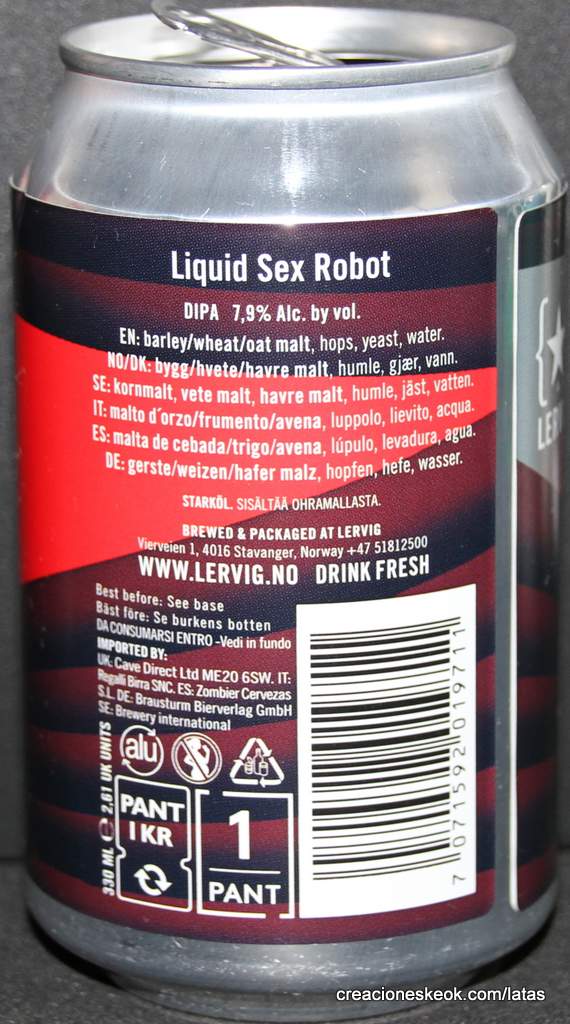 Liquid Sex Robot
DIPA 7,9% Alc. by vol.
EN: barley/wheat/oat malt, hops, yeast, water.
NO/DK: bygg/hvete/havre malt, humle, gjær, vann.
SE: kornmalt, vete malt, havre malt, humle, jäst, vatten.
IT: malto d´orzo/frumento/avena, luppolo, lievito, acqua.
ES: malta de cebada/trigo/avena, lúpulo, levadura, agua.
DE: gerste/weizen/hafer malz, hopfen, hefe, wasser.
STARKÖL. SISÄLTÄÄ OHRAMALLASTA.
BREWED & PACKAGED AT LERVIG
Vierveien 1, 4016 Stavanger, Norway +47 51812500
WWW.LERVIG.NO DRINK FRESH
Best before: See base
Bäst före: Se burkens botten
DA CONSUMARSI ENTRO -Vedi in fundo
IMPORTED BY:
UK: Cave Direct Ltd ME20 6SW. IT:
Regalli Birra SNC. ES: Zombier Cervezas
S.L. DE: Brausturm Bierverlag GmbH
SE: Brewery international
alu
330 ML e 2,61 UK UNITS
PANT
1 KR
1
PANT
7 071592 019711
LER
creacioneskeok.com/latas